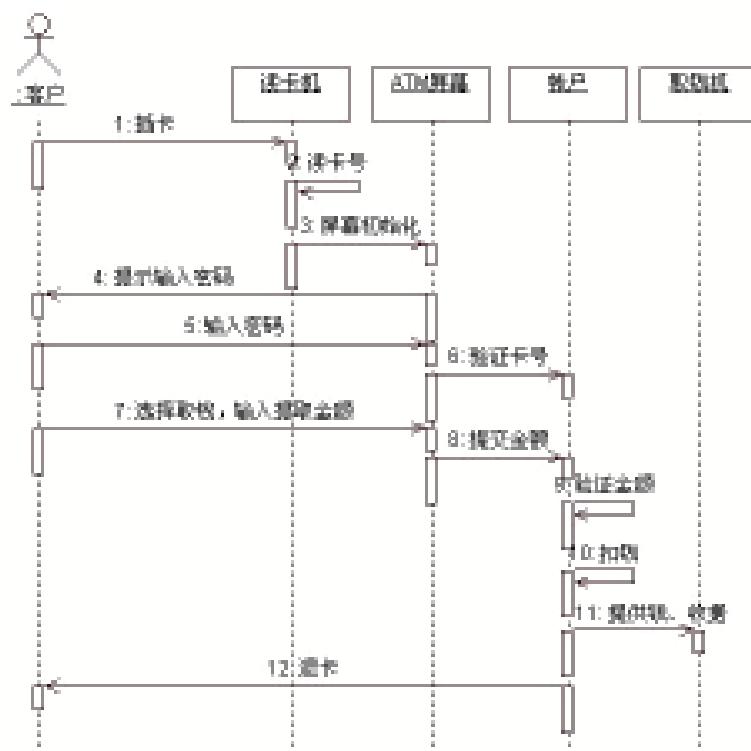 :客户
读卡机
ATM屏幕
帐户
取钱机
1: 插卡
2: 读卡号
3: 屏幕初始化
4: 提示输入密码
5: 输入密码
6: 验证卡号
7: 选择取钱，输入提取金额
8: 提交金额
9: 验证金额
10: 扣钱
11: 提供钱、收据
12: 退卡